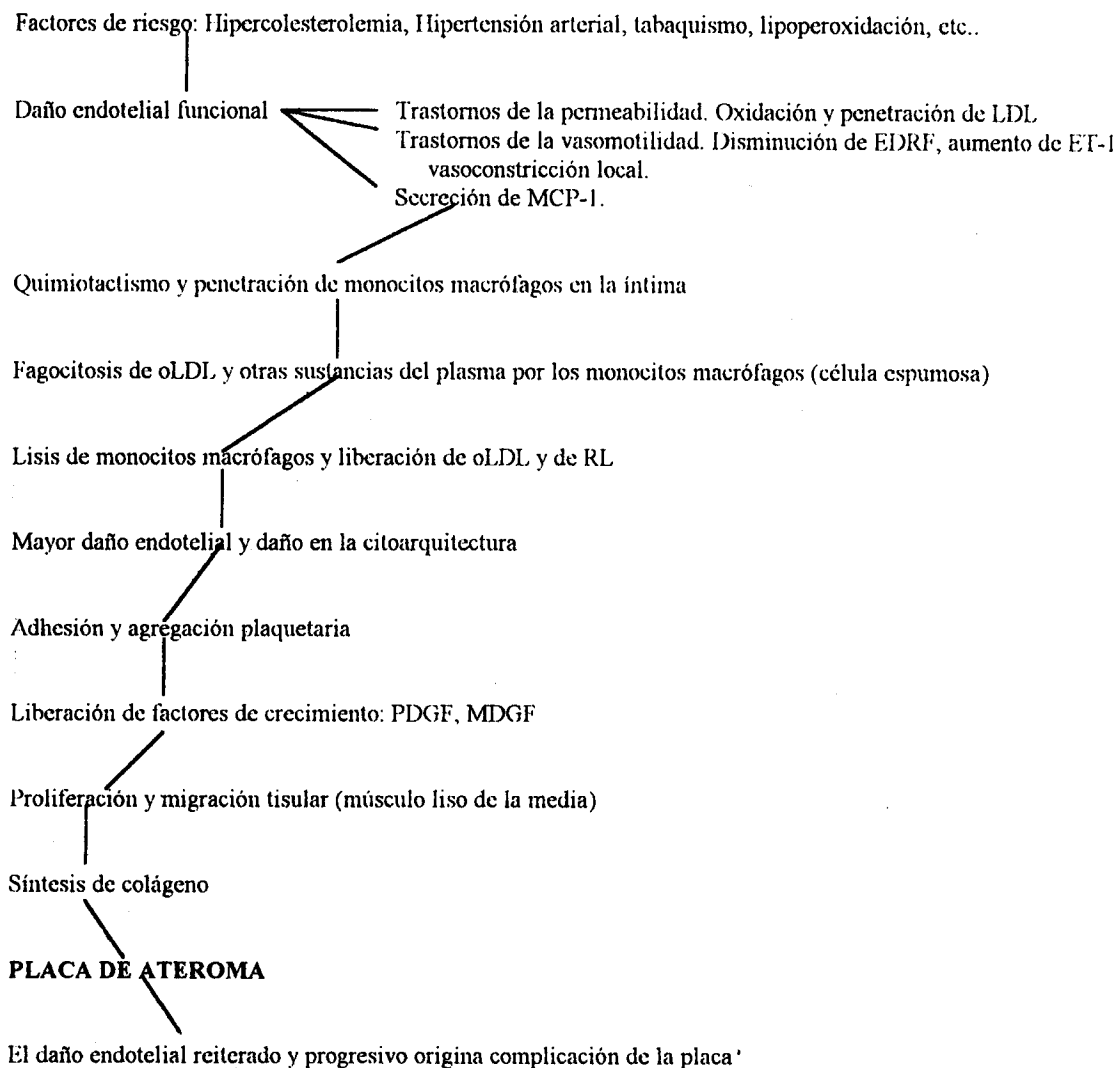 Factores de riesgo: Hipercolesterolemia, Hipertensión arterial, tabaquismo, lipoperoxidación, etc..
Daño endotelial funcional
Trastornos de la permeabilidad. Oxidación y penetración de LDL
Trastornos de la vasomotilidad. Disminución de EDRF, aumento de ET-1
vasoconstricción local.
Secreción de MCP-1.
Quimiotactismo y penetración de monocitos macrófagos en la íntima
Fagocitosis de oLDL y otras sustancias del plasma por los monocitos macrófagos (célula espumosa)
Lisis de monocitos macrófagos y liberación de oLDL y de RL
Mayor daño endotelial y daño en la citoarquitectura
Adhesión y agregación plaquetaria
Liberación de factores de crecimiento: PDGF, MDGF
Proliferación y migración tisular (músculo liso de la media)
Síntesis de colágeno
PLACA DE ATEROMA
El daño endotelial reiterado y progresivo origina complicación de la placa